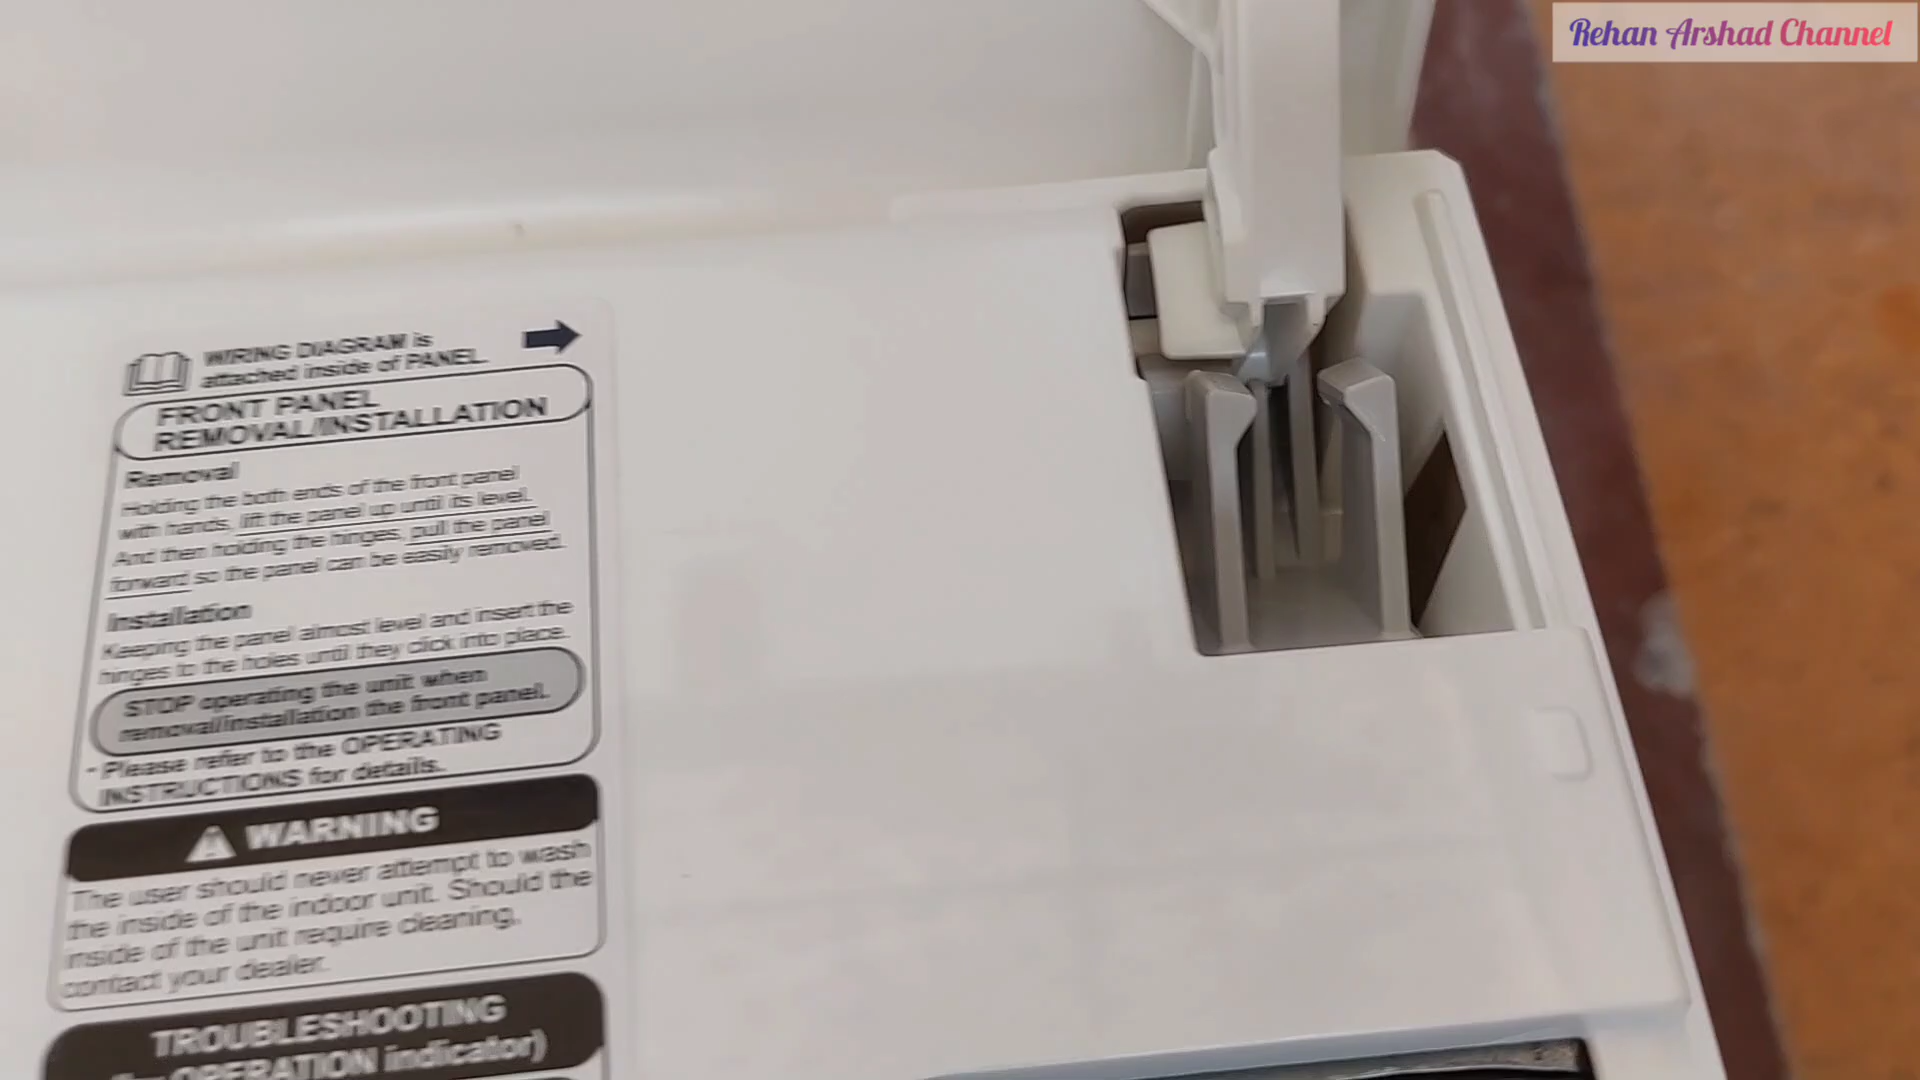 Rehan Arshad Channel
WIRING DIAGRAM is
attached inside of PANEL.
FRONT PANEL
REMOVAL/INSTALLATION
Removal
Holding the both ends of the front panel
with hands, lift the panel up until its level.
And then holding the hinges, pull the panel
forward so the panel can be easily removed.
Installation
Keeping the panel almost level and insert the
hinges to the holes until they click into place.
STOP operating the unit when
removal/installation the front panel.
- Please refer to the OPERATING
INSTRUCTIONS for details.
WARNING
The user should never attempt to wash
the inside of the indoor unit. Should the
inside of the unit require cleaning,
contact your dealer.
TROUBLESHOOTING
OPERATION indicator)